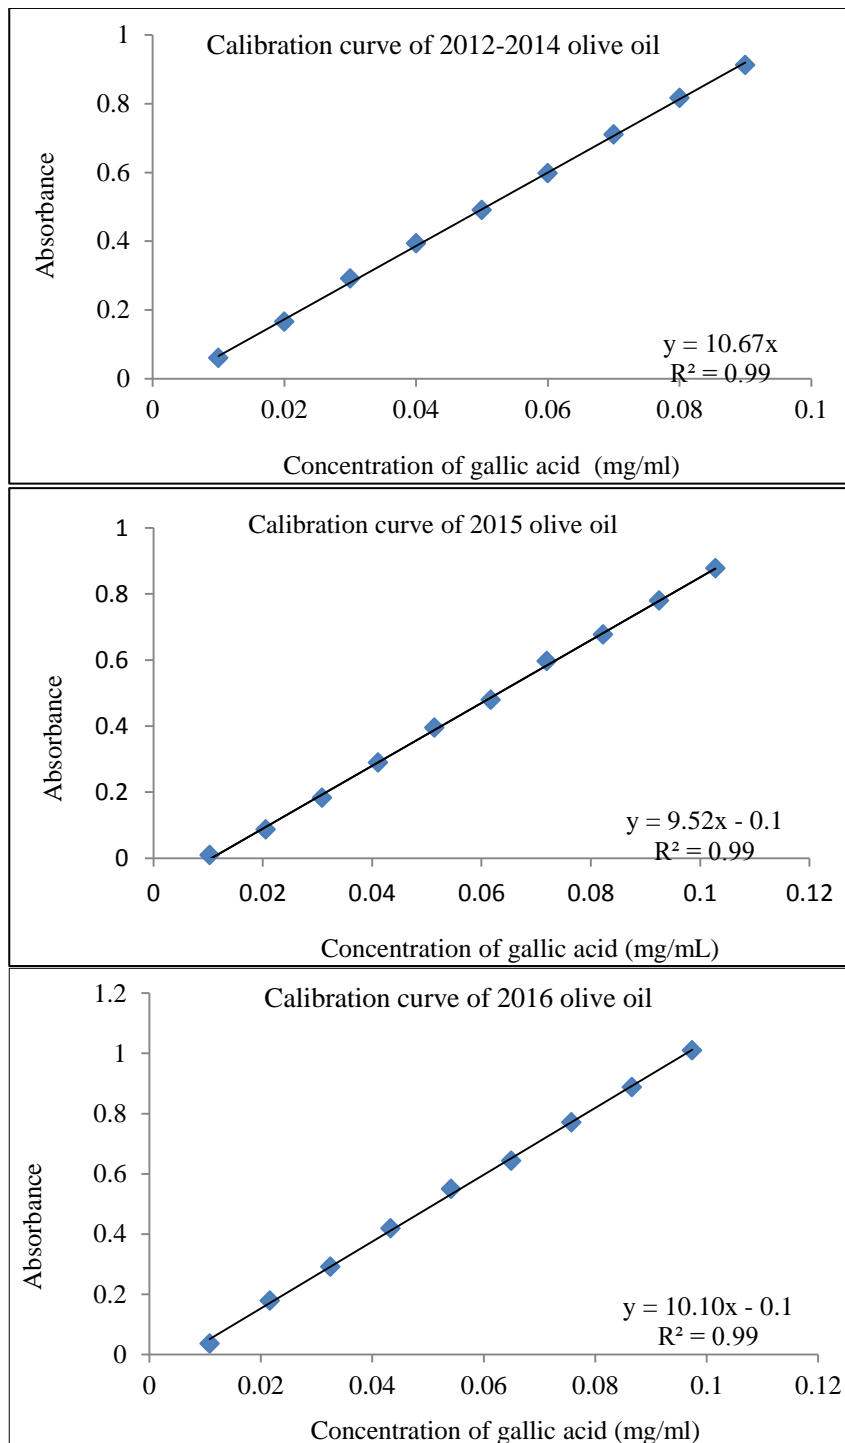 Calibration curve of 2012-2014 olive oil
1
0.8
0.6
0.4
0.2
0
Absorbance
y = 10.67x
R² = 0.99
0 0.02 0.04 0.06 0.08 0.1
Concentration of gallic acid (mg/ml)
Calibration curve of 2015 olive oil
1
0.8
0.6
0.4
0.2
0
Absorbance
y = 9.52x - 0.1
R² = 0.99
0 0.02 0.04 0.06 0.08 0.1 0.12
Concentration of gallic acid (mg/mL)
Calibration curve of 2016 olive oil
1.2
1
0.8
0.6
0.4
0.2
0
Absorbance
y = 10.10x - 0.1
R² = 0.99
0 0.02 0.04 0.06 0.08 0.1 0.12
Concentration of gallic acid (mg/ml)